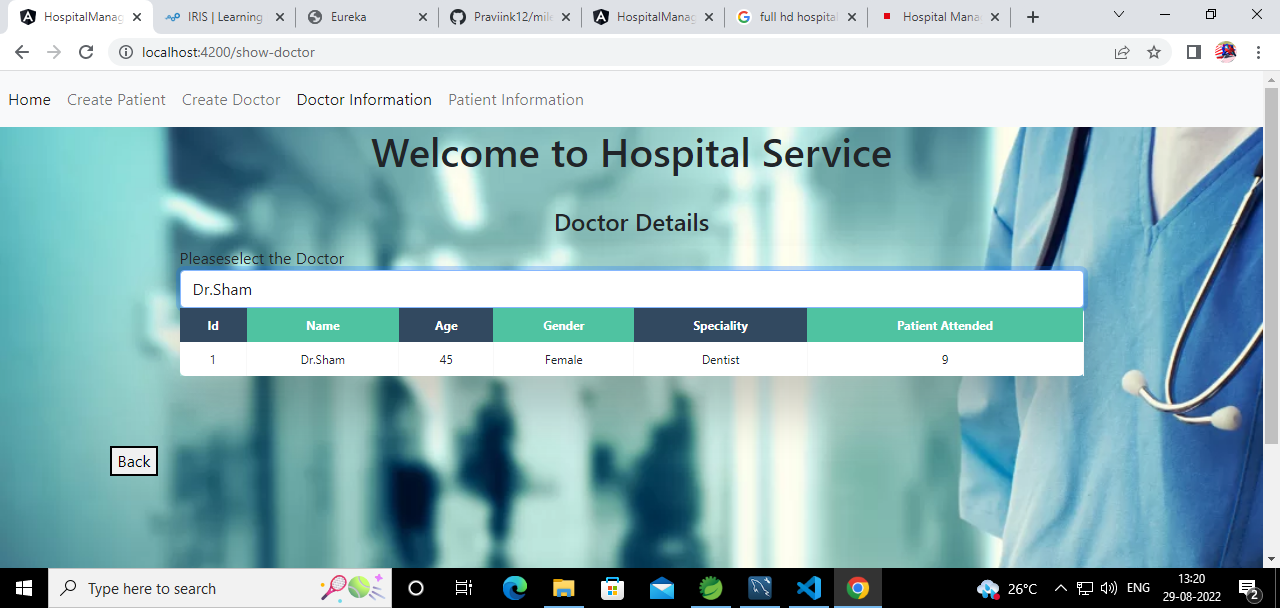 HospitalManag
IRIS | Learning
Eureka
Praviink12/mile
HospitalManag
full hd hospital
Hospital Mana
localhost:4200/show-doctor
Home Create Patient Create Doctor Doctor Information Patient Information
Welcome to Hospital Service
Doctor Details
Pleaseselect the Doctor
Dr.Sham
Id Name Age Gender Speciality Patient Attended
1 Dr.Sham 45 Female Dentist 9
Back
Type here to search
26°C
ENG
13:20
29-08-2022
2